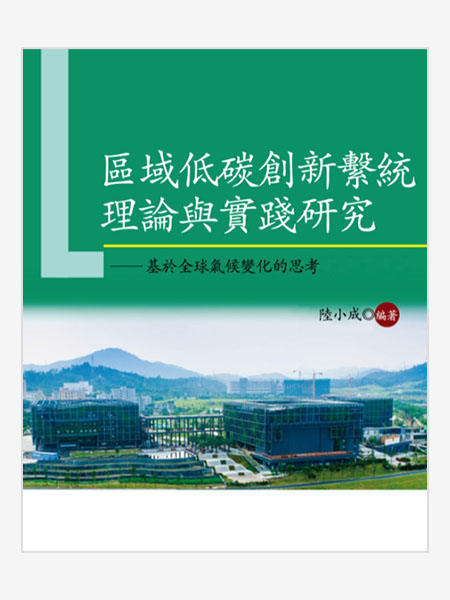 區域低碳創新繫統
理論與實踐研究
——基於全球氣候變化的思考
陸小成◎編著